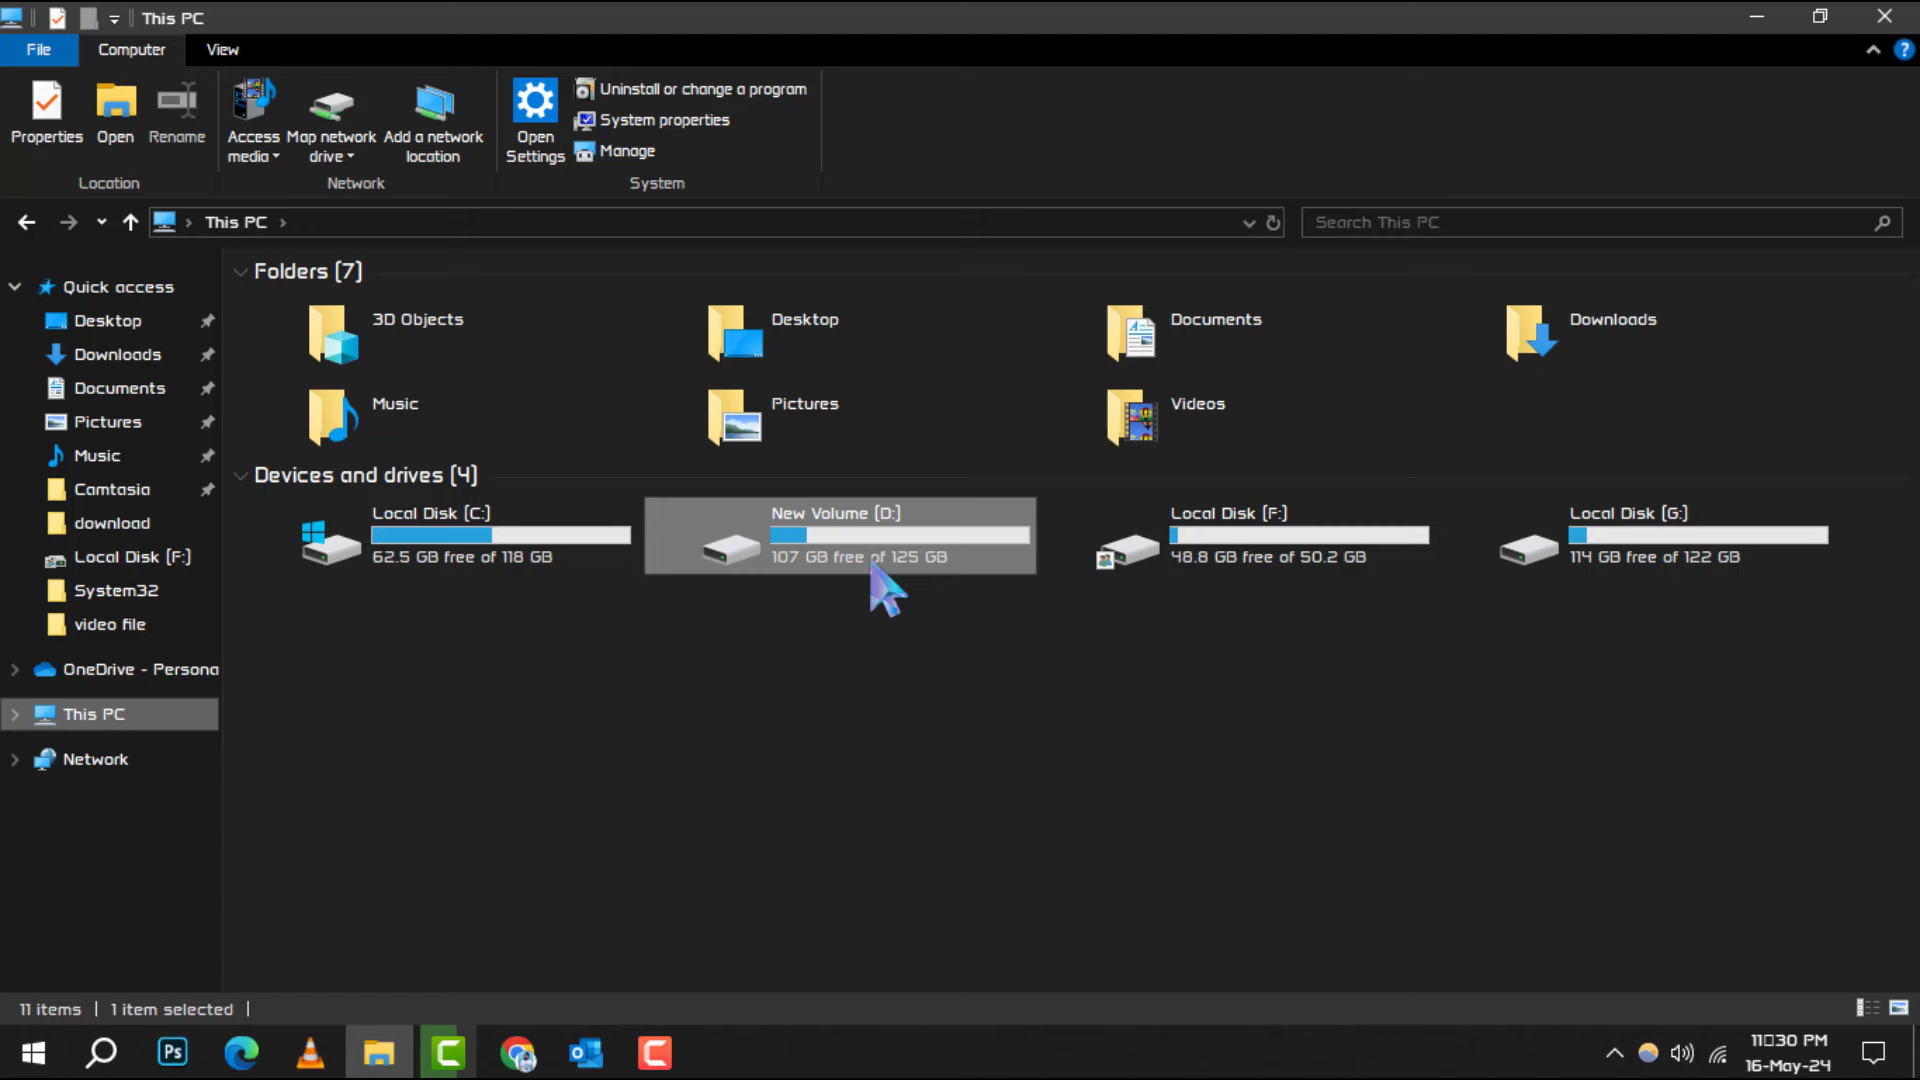 This PC
File
Computer
View
Properties
Open
Rename
Access media
Map network drive
Add a network location
Open Settings
Uninstall or change a program
System properties
Manage
Location
Network
System
This PC
Search This PC
Quick access
Desktop
Downloads
Documents
Pictures
Music
Camtasia
download
Local Disk (F:)
System32
video file
OneDrive - Persona
This PC
Network
Folders (7)
3D Objects
Desktop
Documents
Downloads
Music
Pictures
Videos
Devices and drives (4)
Local Disk (C:)
62.5 GB free of 118 GB
New Volume (D:)
107 GB free of 125 GB
Local Disk (F:)
48.8 GB free of 50.2 GB
Local Disk (G:)
114 GB free of 122 GB
11 items
1 item selected
Ps
11▯30 PM
16-May-24